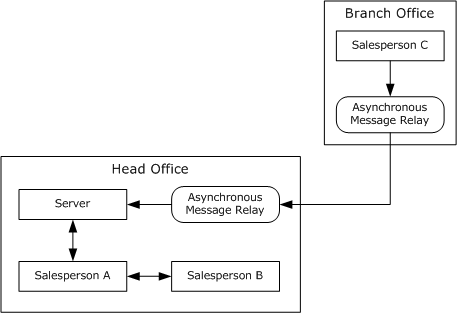 Branch Office
Salesperson C
Asynchronous
Message Relay
Head Office
Server
Asynchronous
Message Relay
Salesperson A
Salesperson B